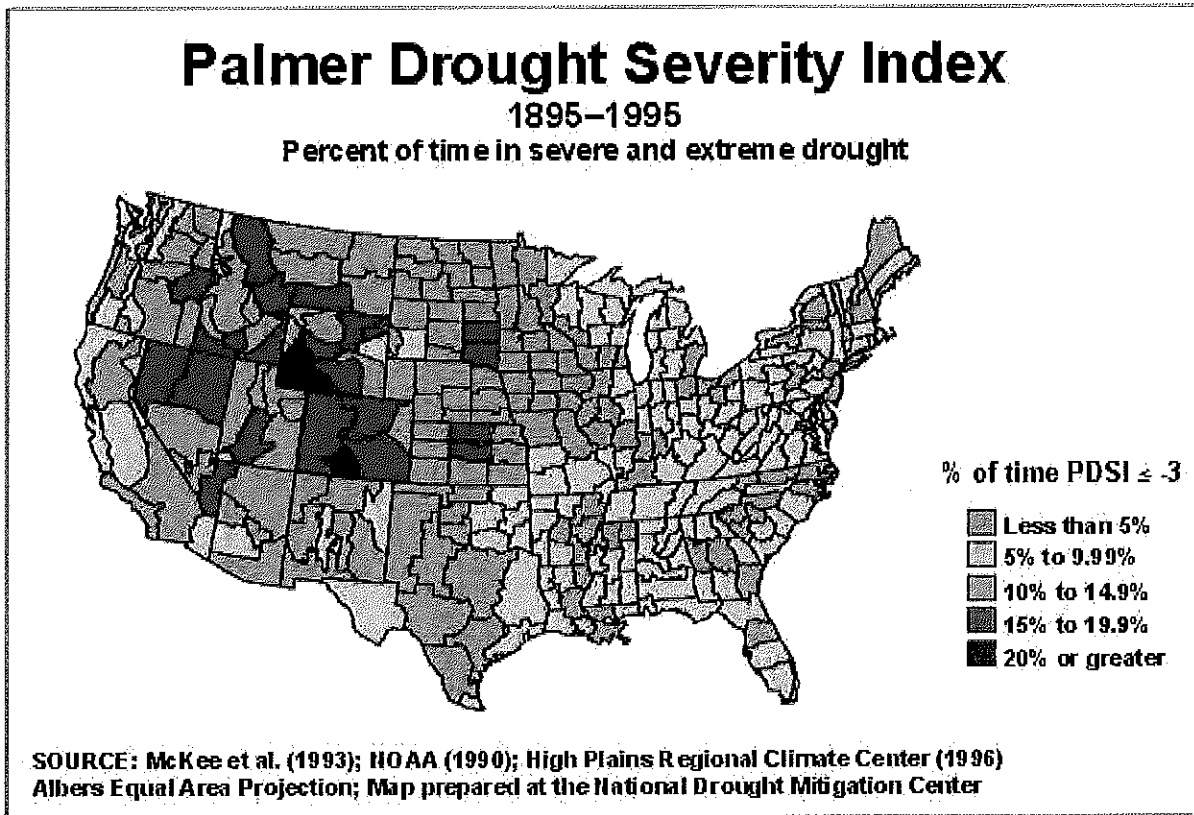 Palmer Drought Severity Index
1895–1995
Percent of time in severe and extreme drought
% of time PDSI ≤ -3
Less than 5%
5% to 9.99%
10% to 14.9%
15% to 19.9%
20% or greater
SOURCE: McKee et al. (1993); NOAA (1990); High Plains Regional Climate Center (1996)
Albers Equal Area Projection; Map prepared at the National Drought Mitigation Center